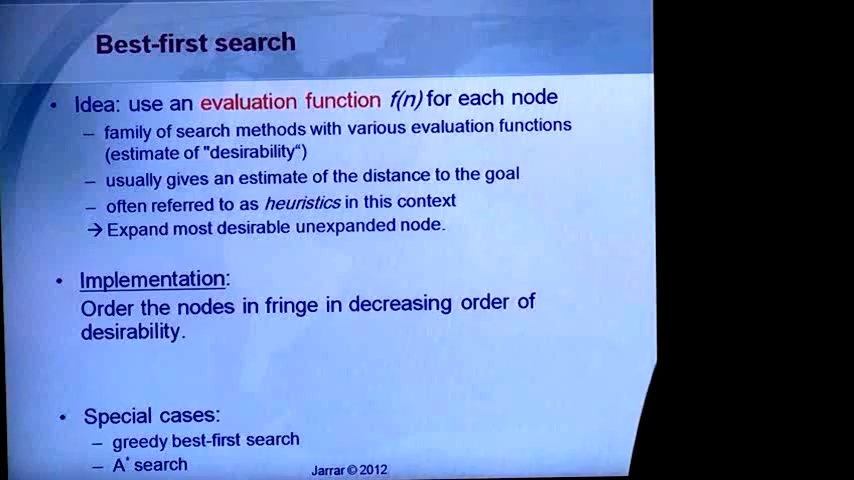 Best-first search
• Idea: use an evaluation function f(n) for each node
– family of search methods with various evaluation functions
(estimate of "desirability“)
– usually gives an estimate of the distance to the goal
– often referred to as heuristics in this context
→ Expand most desirable unexpanded node.
• Implementation:
Order the nodes in fringe in decreasing order of
desirability.
• Special cases:
– greedy best-first search
– A* search
Jarrar © 2012